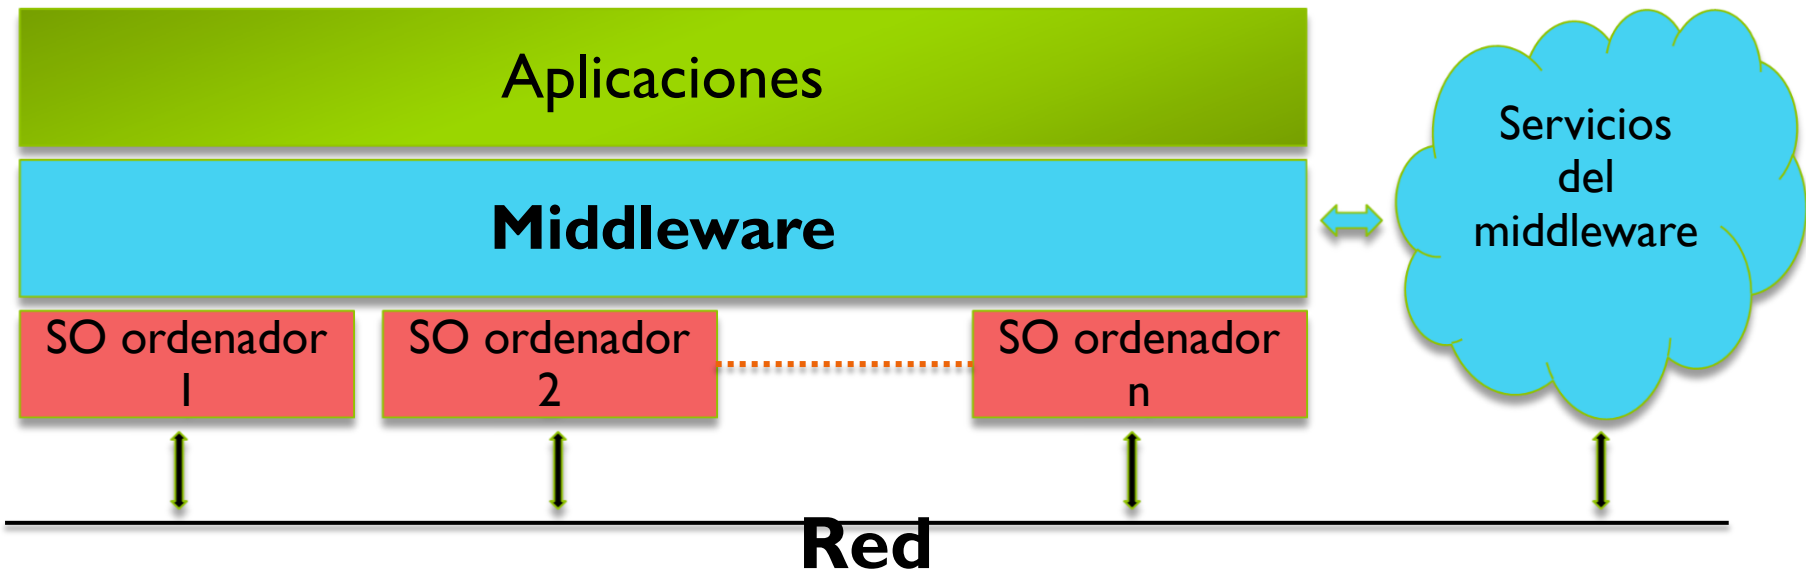 Aplicaciones
Servicios
del
middleware
Middleware
SO ordenador
1
SO ordenador
2
SO ordenador
n
Red